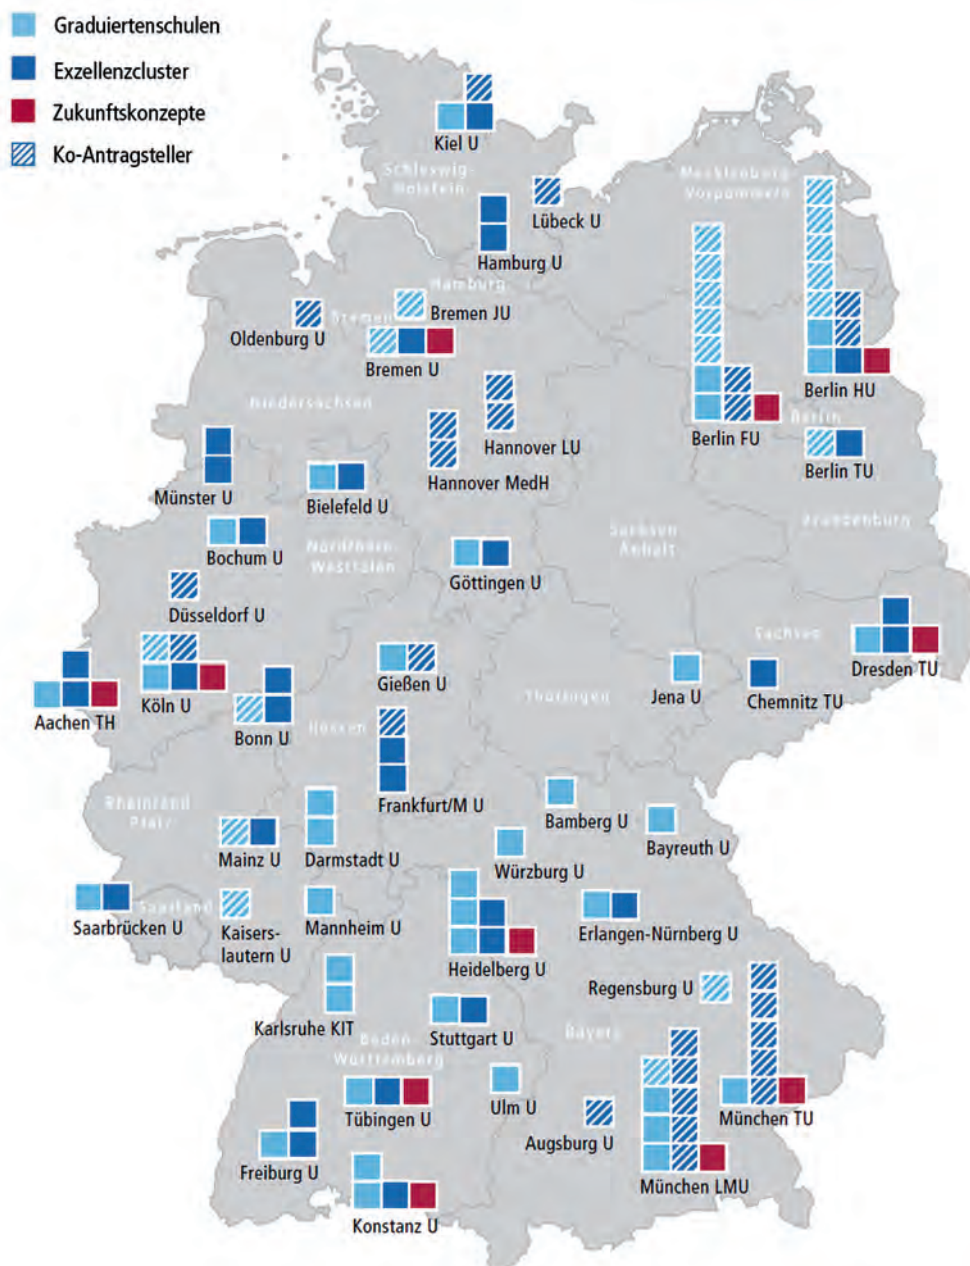 Graduiertenschulen
Exzellenzcluster
Zukunftskonzepte
Ko-Antragsteller
Kiel U
Schleswig-
Holstein
Mecklenburg-
Vorpommern
Lübeck U
Hamburg U
Hamburg
Bremen JU
Bremen
Oldenburg U
Bremen U
Berlin HU
Niedersachsen
Berlin
Berlin FU
Hannover LU
Berlin TU
Hannover MedH
Münster U
Bielefeld U
Brandenburg
Bochum U
Nordrhein-
Westfalen
Sachsen
Anhalt
Göttingen U
Düsseldorf U
Sachsen
Dresden TU
Gießen U
Jena U
Chemnitz TU
Thüringen
Köln U
Aachen TH
Bonn U
Hessen
Frankfurt/M U
Rheinland
Pfalz
Bamberg U
Bayreuth U
Mainz U
Darmstadt U
Würzburg U
Saarbrücken U
Saarland
Kaisers-
lautern U
Mannheim U
Erlangen-Nürnberg U
Heidelberg U
Regensburg U
Karlsruhe KIT
Stuttgart U
Bayern
Baden-
Württemberg
Tübingen U
Ulm U
München TU
Augsburg U
Freiburg U
München LMU
Konstanz U